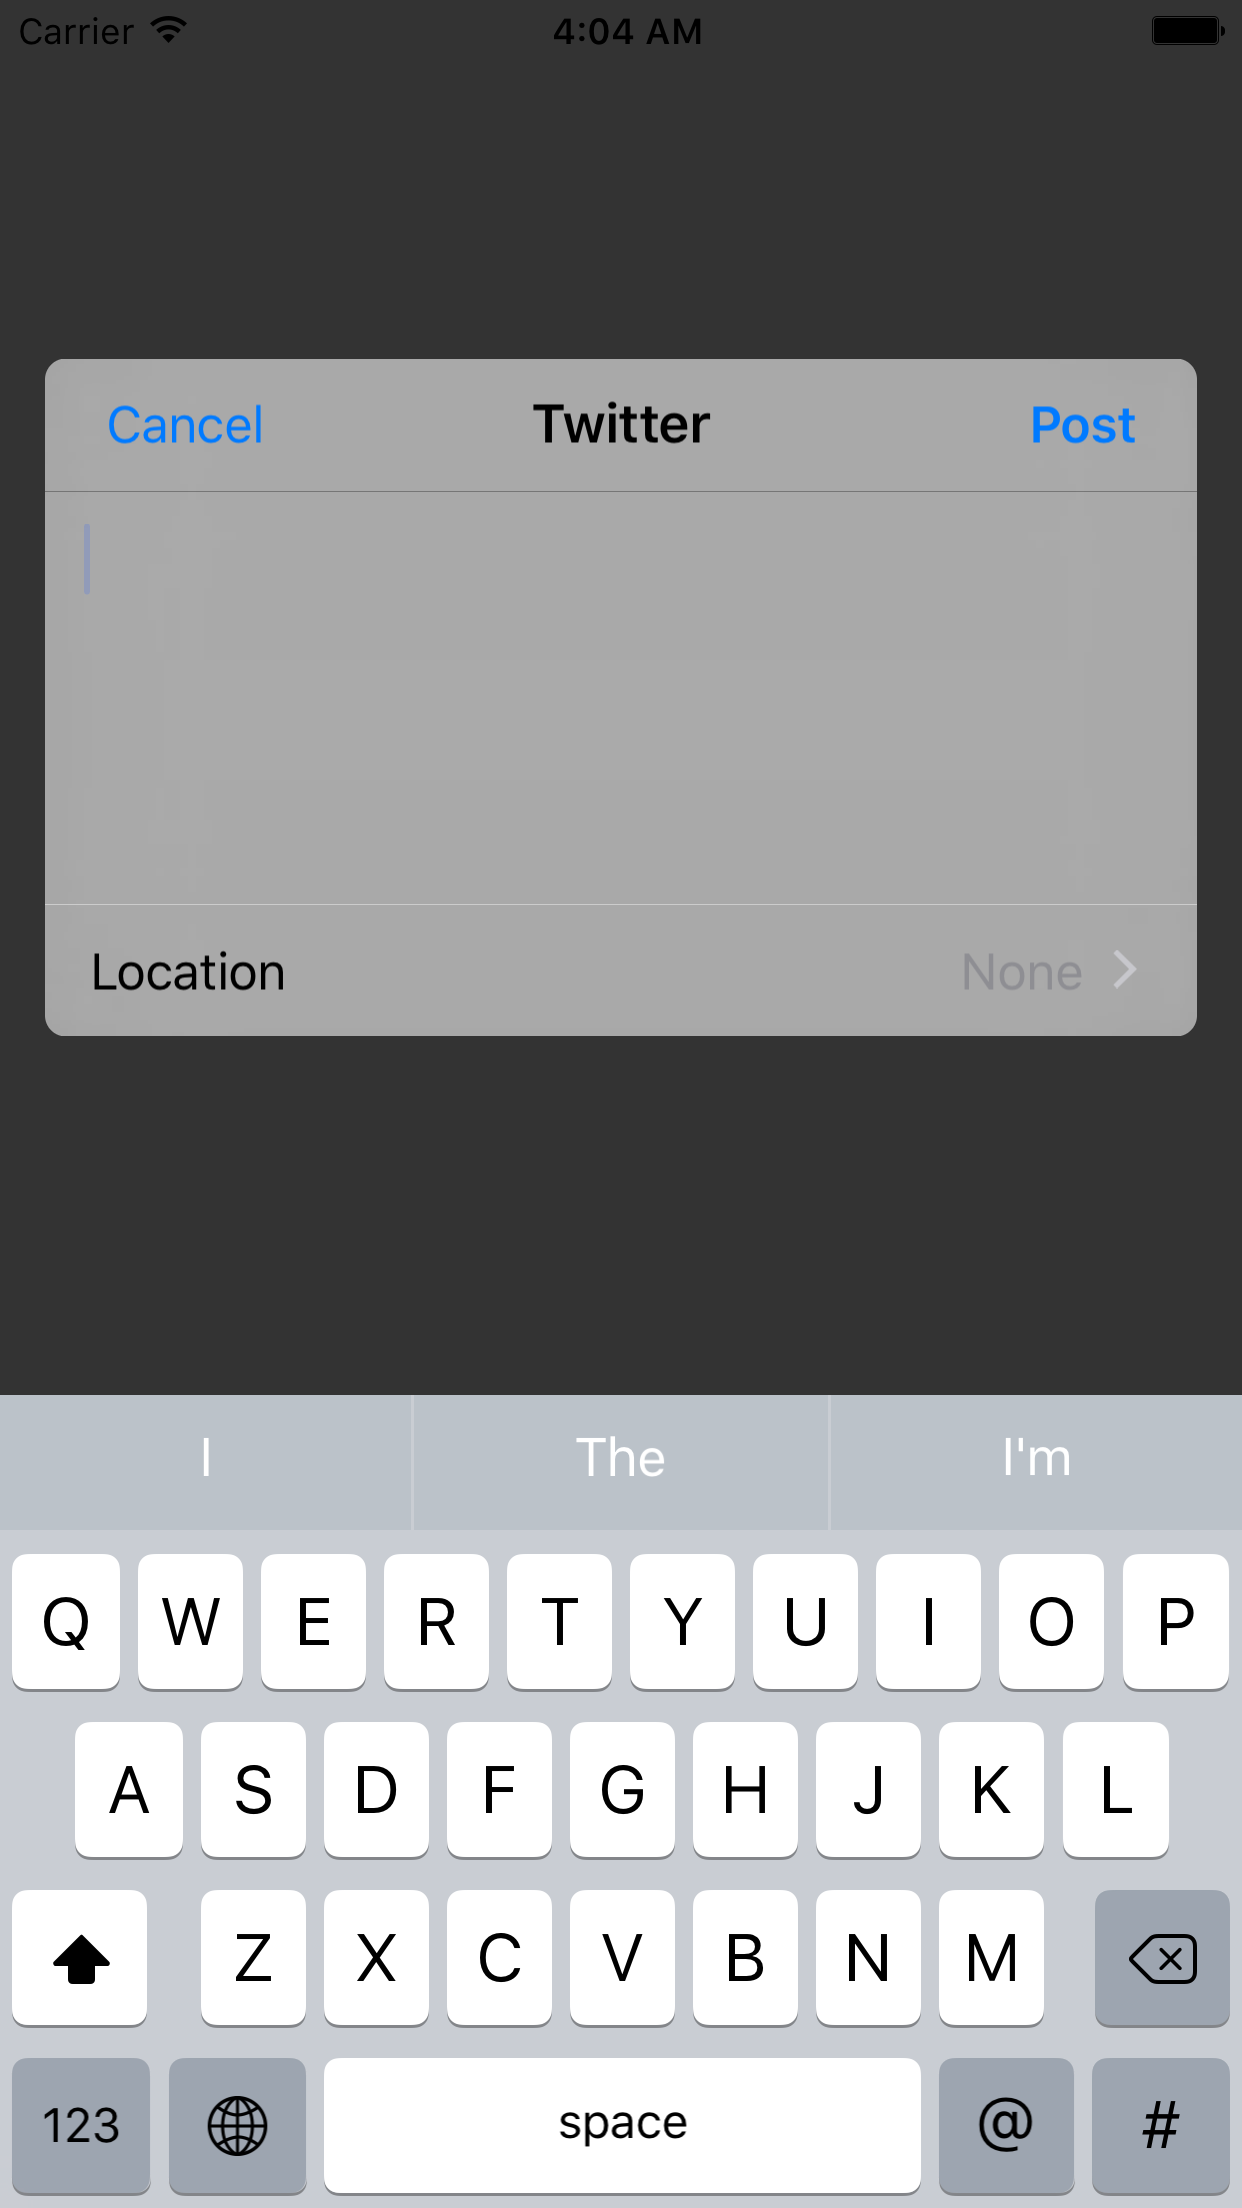 Carrier 4:04 AM
Cancel Twitter Post
Location None
I The I'm
Q W E R T Y U I O P
A S D F G H J K L
Z X C V B N M
123 space @ #